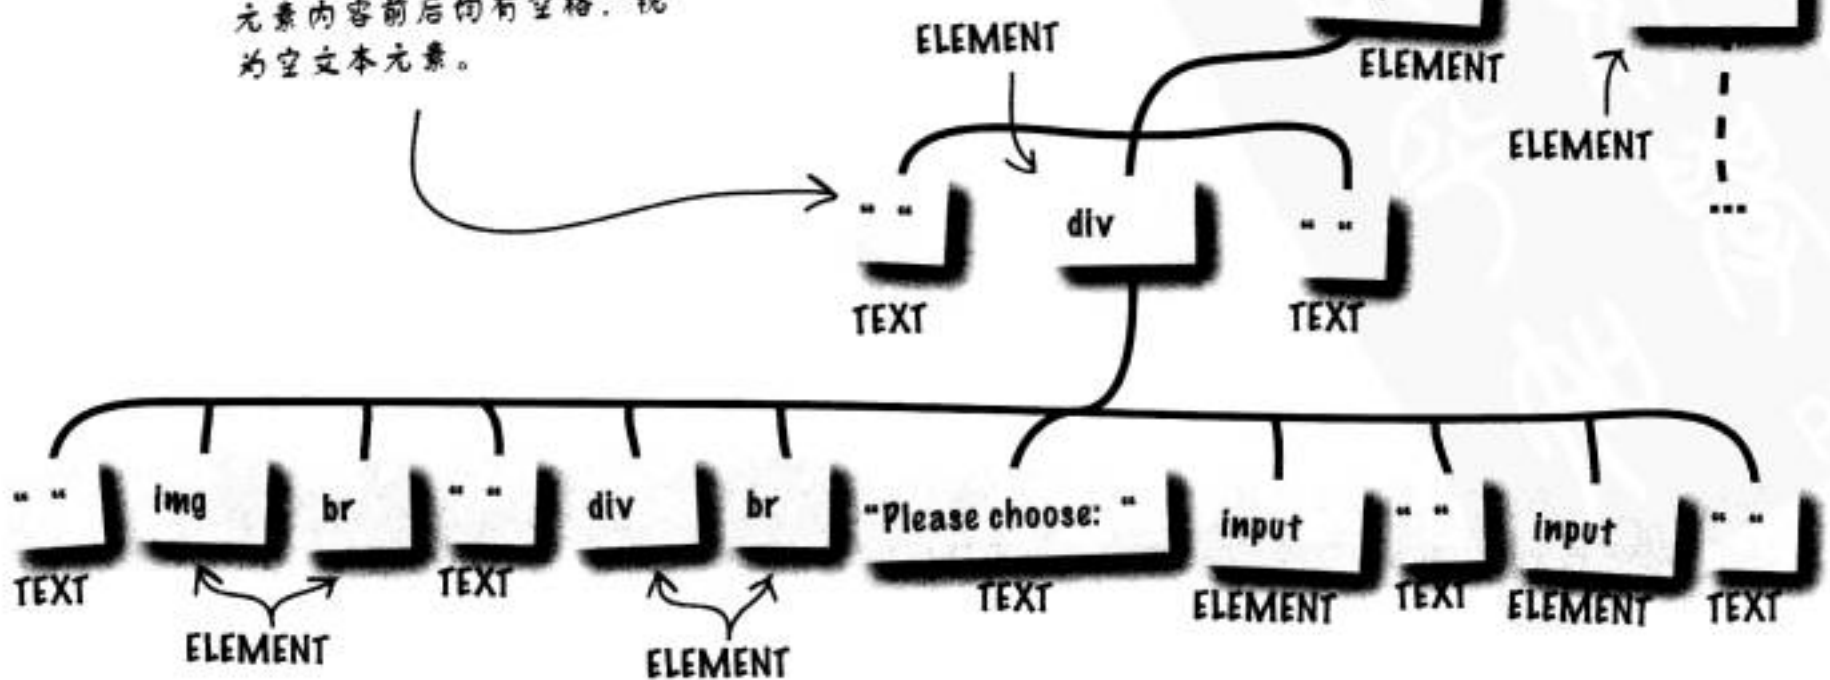 元素内容前后均有空格，视
为空文本元素。
ELEMENT
ELEMENT
ELEMENT
“ “
div
“ “
...
TEXT
TEXT
“ “
img
br
“ “
div
br
“Please choose: “
input
“ “
input
“ “
TEXT
TEXT
TEXT
ELEMENT
TEXT
ELEMENT
TEXT
ELEMENT
ELEMENT